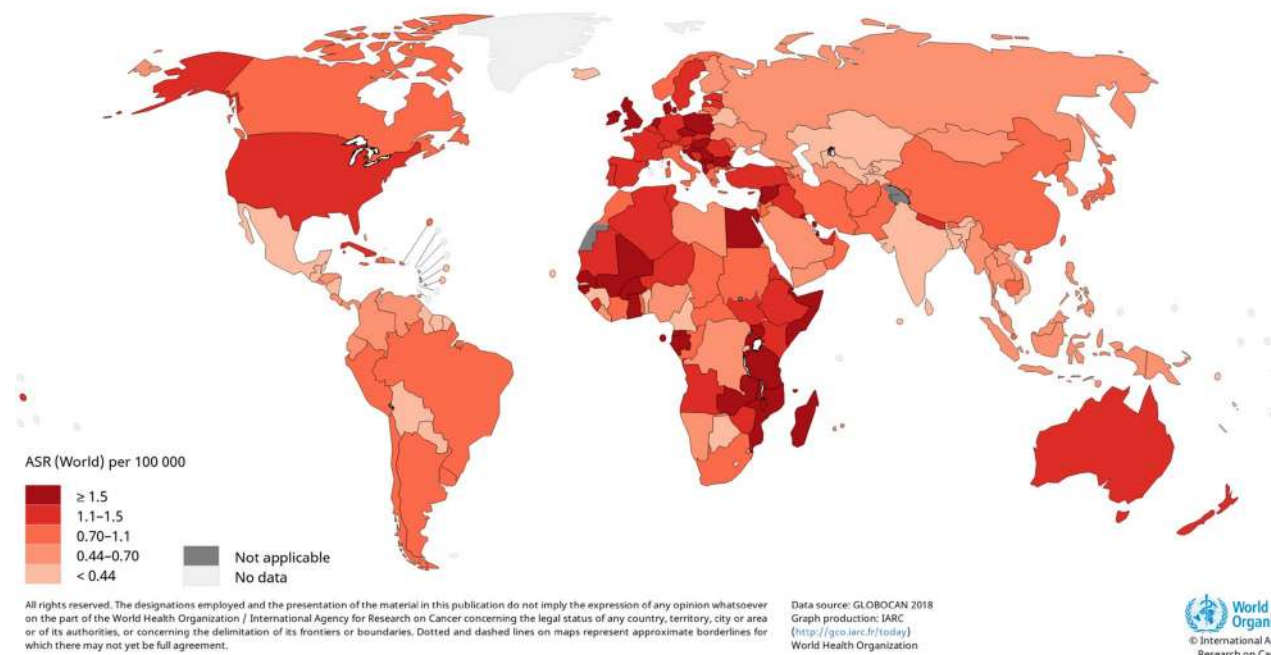 ASR (World) per 100 000
≥ 1.5
1.1–1.5
0.70–1.1
0.44–0.70
< 0.44
Not applicable
No data
All rights reserved. The designations employed and the presentation of the material in this publication do not imply the expression of any opinion whatsoever
on the part of the World Health Organization / International Agency for Research on Cancer concerning the legal status of any country, territory, city or area
or of its authorities, or concerning the delimitation of its frontiers or boundaries. Dotted and dashed lines on maps represent approximate borderlines for
which there may not yet be full agreement.
Data source: GLOBOCAN 2018
Graph production: IARC
(http://gco.iarc.fr/today)
World Health Organization
World
Organi
© International A
Research on Ca